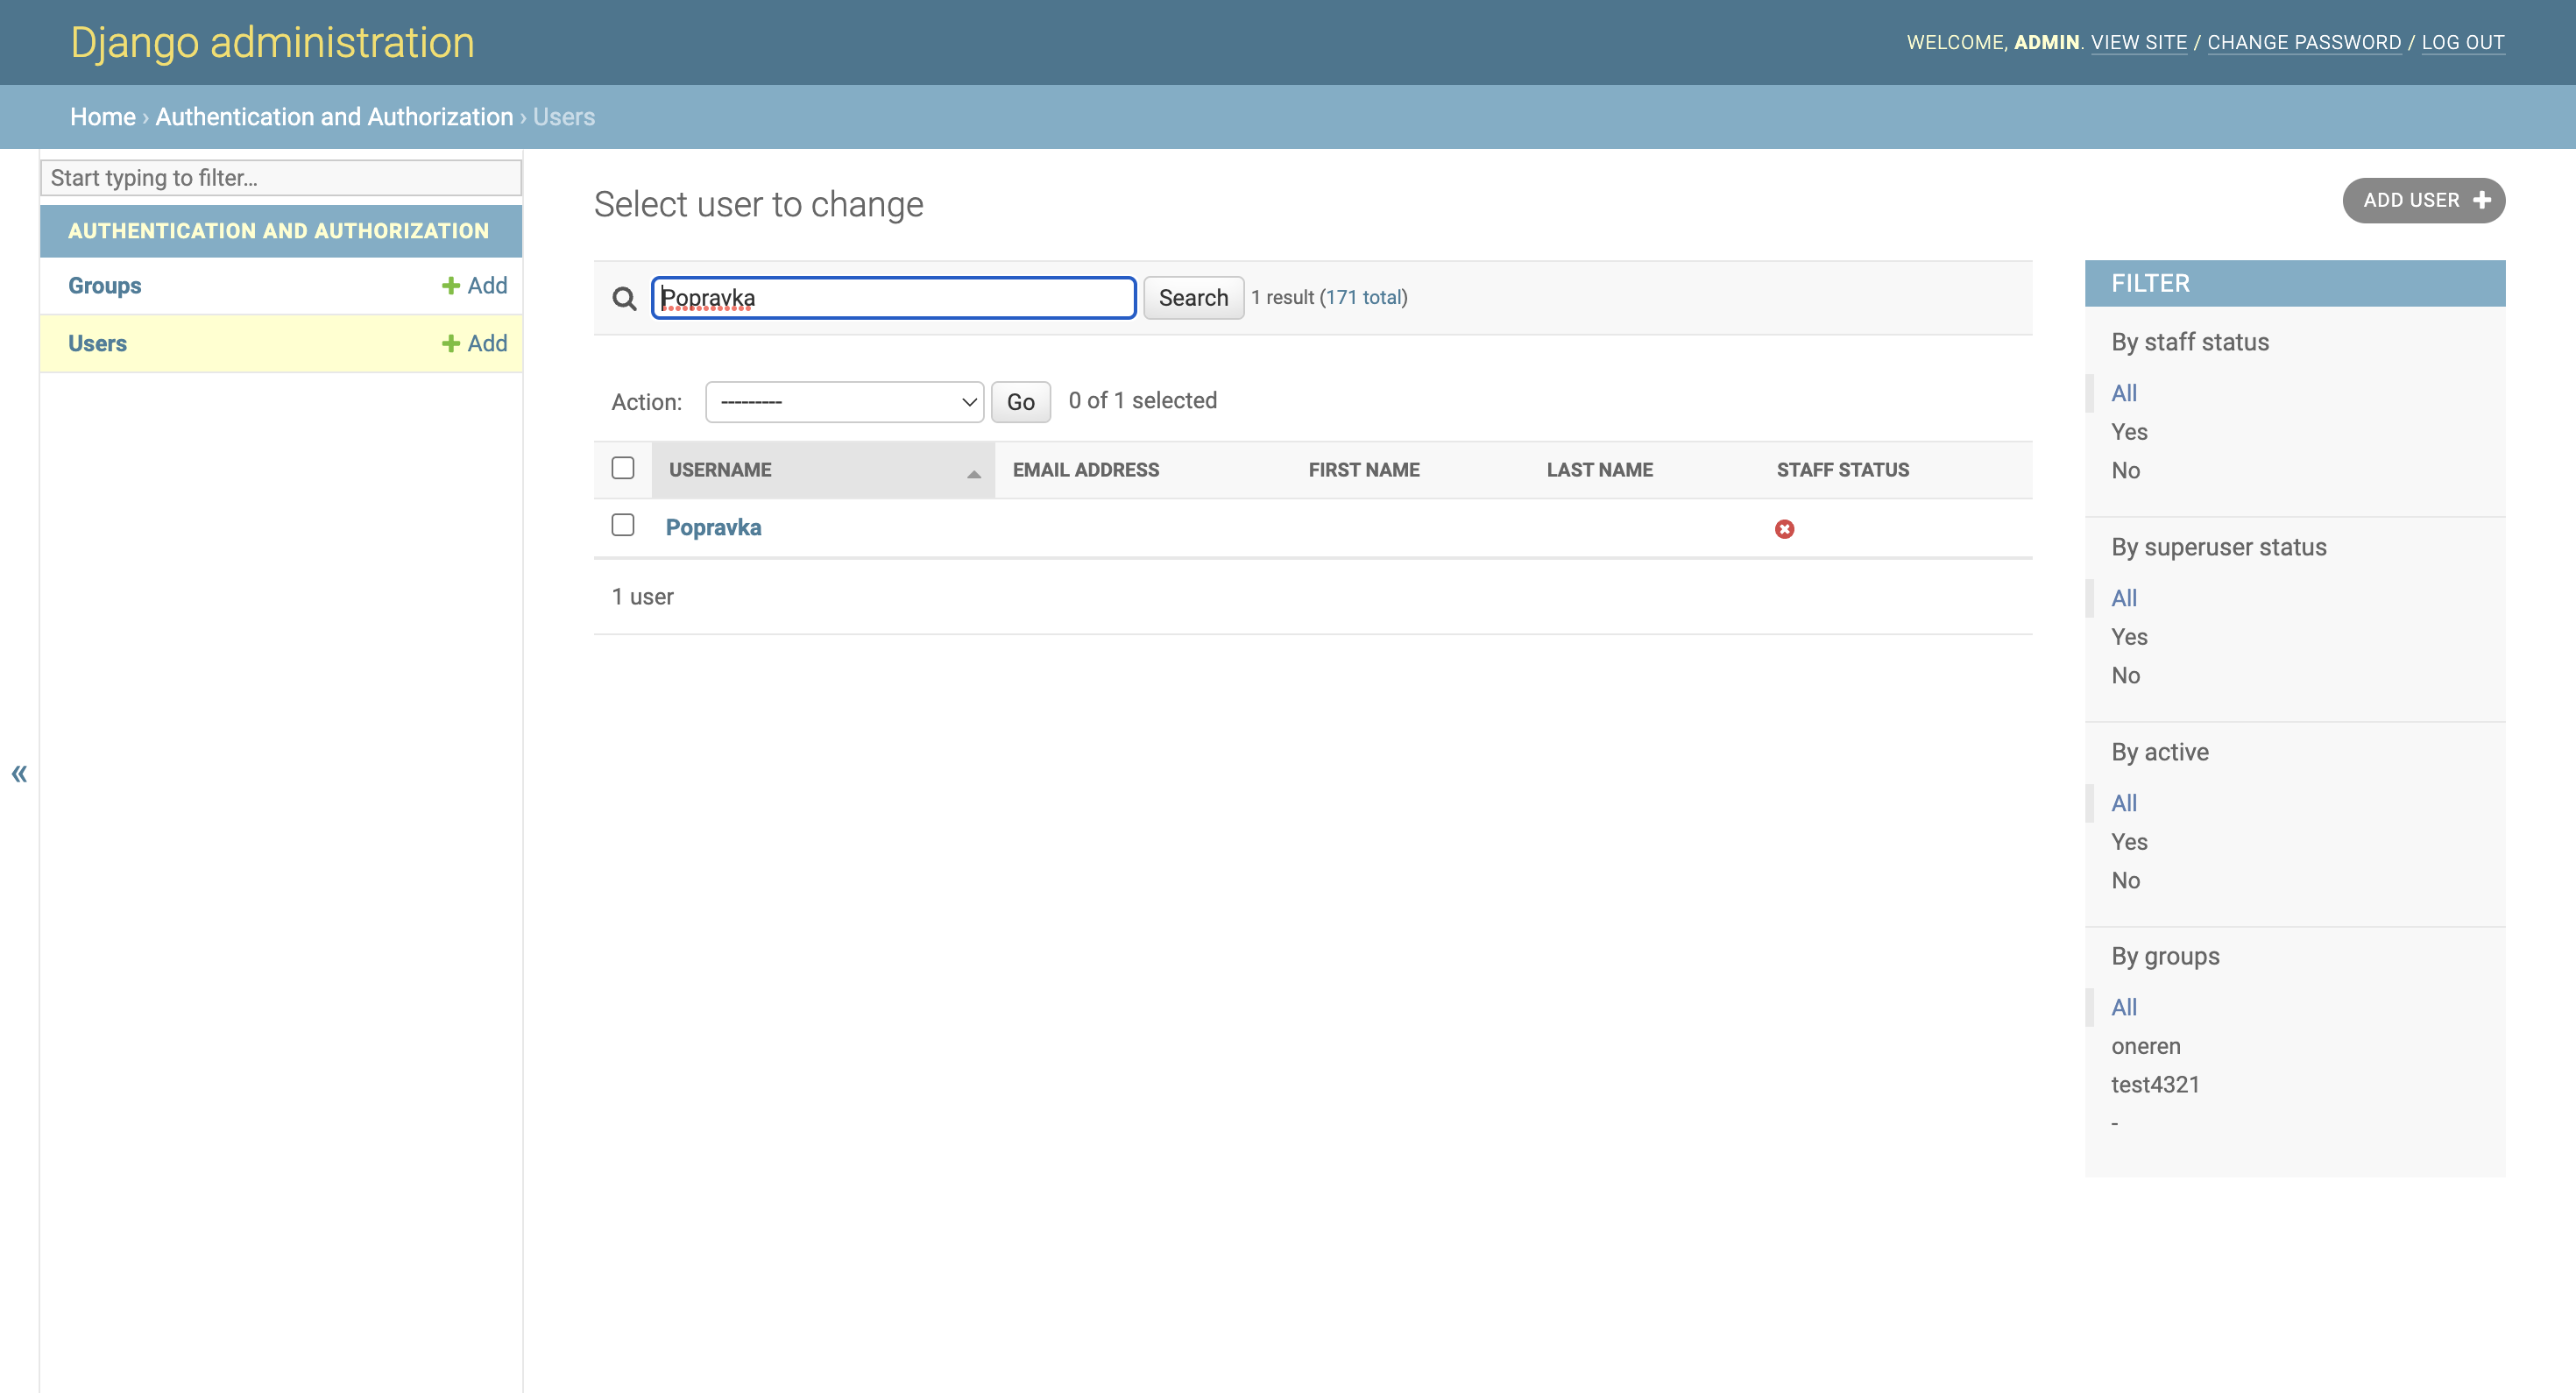 Django administration
WELCOME, ADMIN. VIEW SITE / CHANGE PASSWORD / LOG OUT
Home › Authentication and Authorization › Users
Start typing to filter…
AUTHENTICATION AND AUTHORIZATION
Groups + Add
Users + Add
«
Select user to change
ADD USER +
Popravka Search 1 result (171 total)
Action: --------- Go 0 of 1 selected
USERNAME EMAIL ADDRESS FIRST NAME LAST NAME STAFF STATUS
Popravka
1 user
FILTER
By staff status
All
Yes
No
By superuser status
All
Yes
No
By active
All
Yes
No
By groups
All
oneren
test4321
-